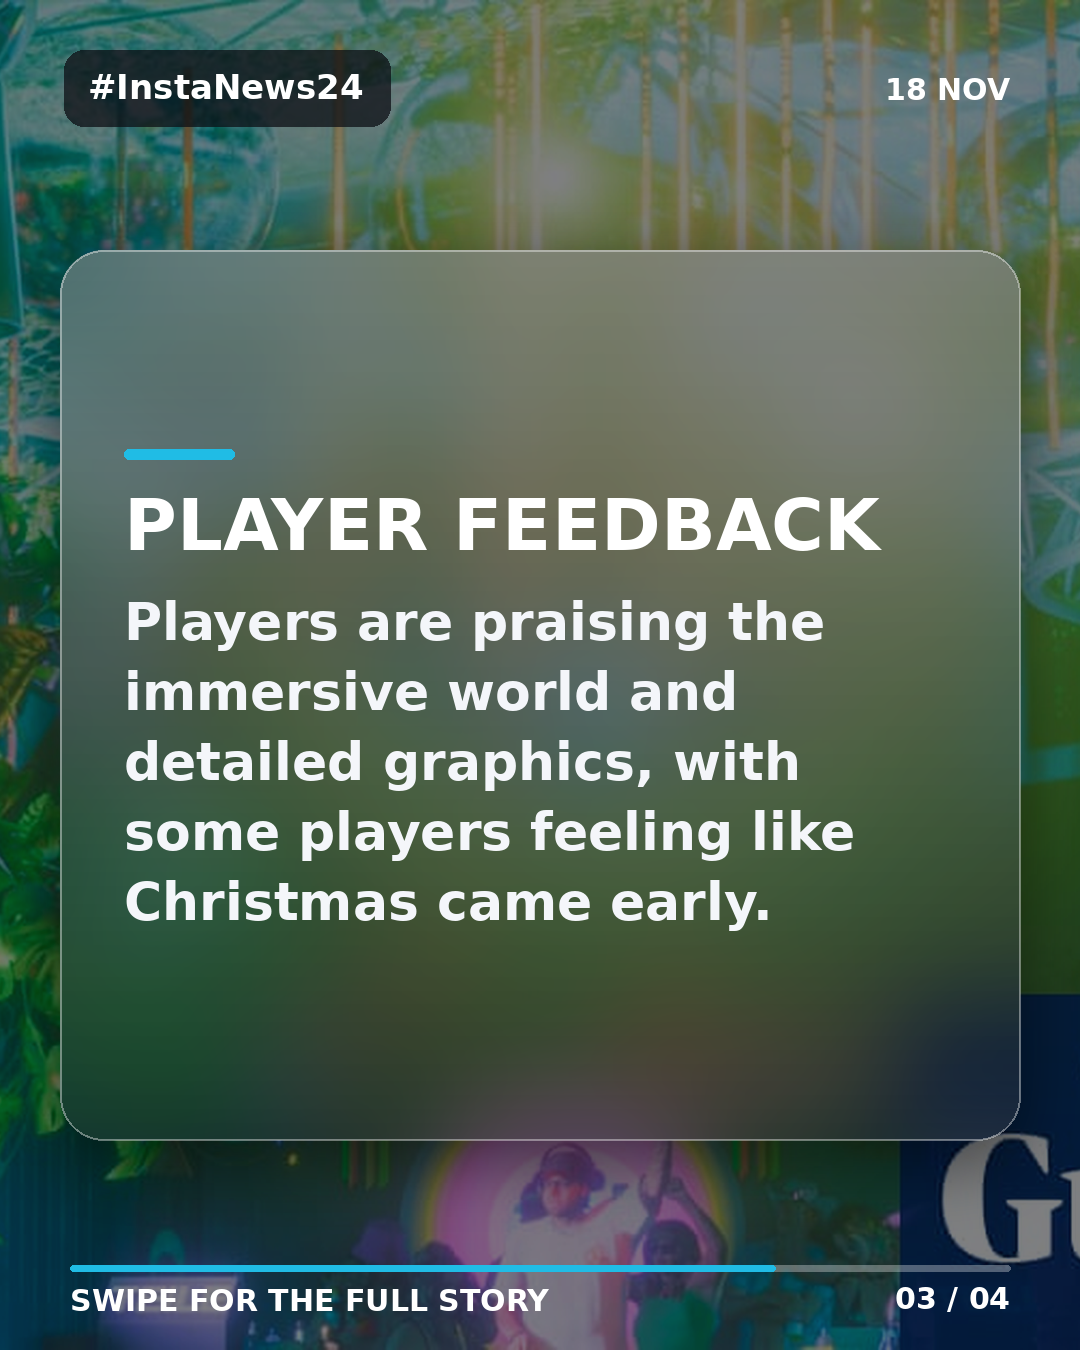 #InstaNews24
18 NOV
PLAYER FEEDBACK
Players are praising the
immersive world and
detailed graphics, with
some players feeling like
Christmas came early.
SWIPE FOR THE FULL STORY
03 / 04